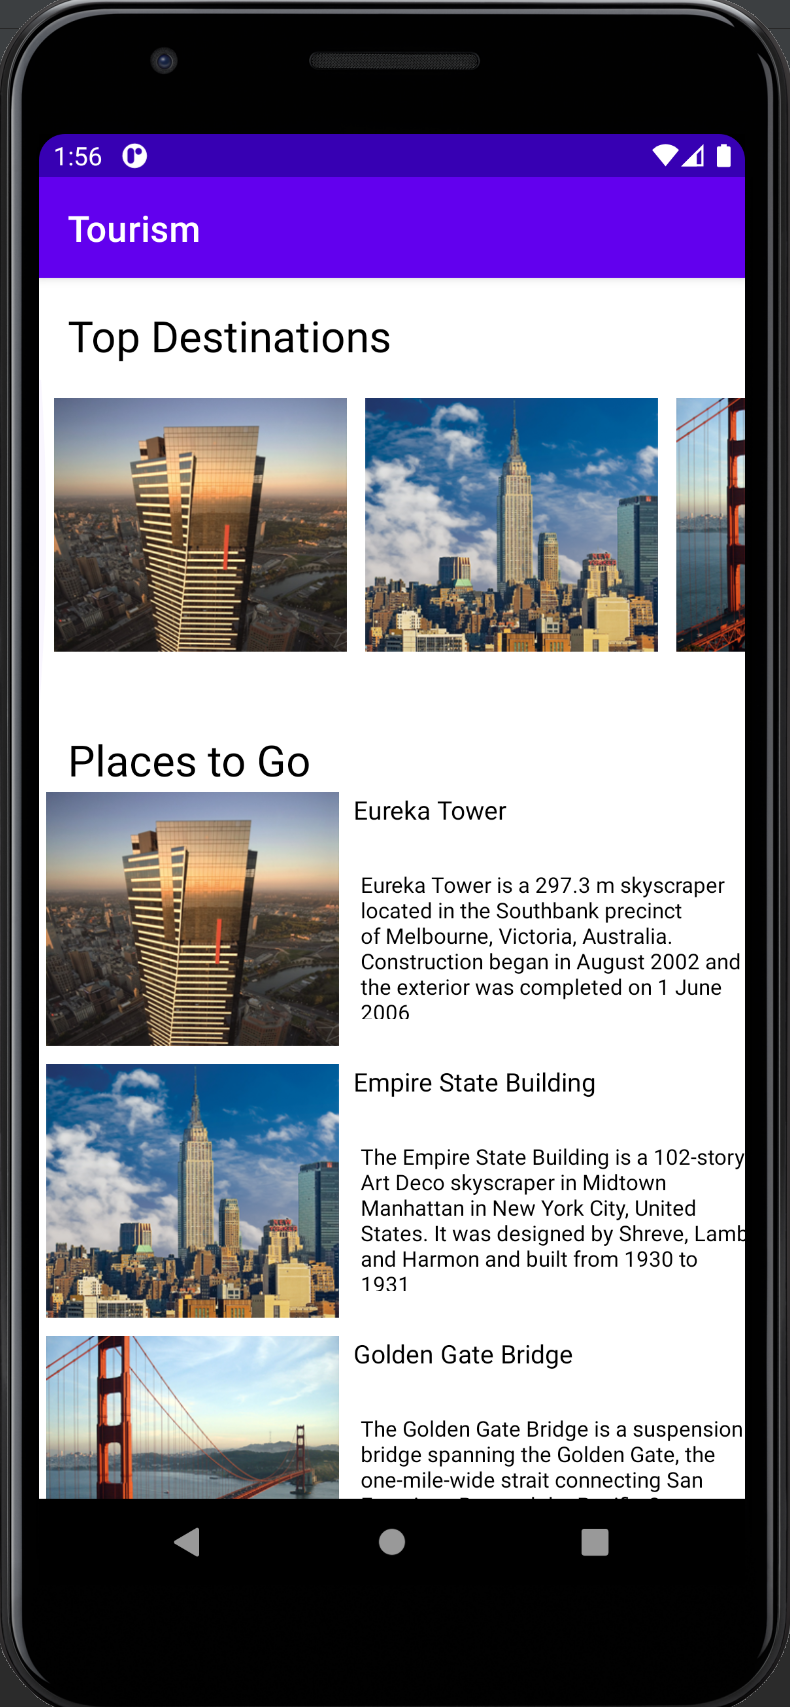 1:56
Tourism
Top Destinations
Places to Go
Eureka Tower
Eureka Tower is a 297.3 m skyscraper
located in the Southbank precinct
of Melbourne, Victoria, Australia.
Construction began in August 2002 and
the exterior was completed on 1 June
2006
Empire State Building
The Empire State Building is a 102-story
Art Deco skyscraper in Midtown
Manhattan in New York City, United
States. It was designed by Shreve, Lamb
and Harmon and built from 1930 to
1931
Golden Gate Bridge
The Golden Gate Bridge is a suspension
bridge spanning the Golden Gate, the
one-mile-wide strait connecting San